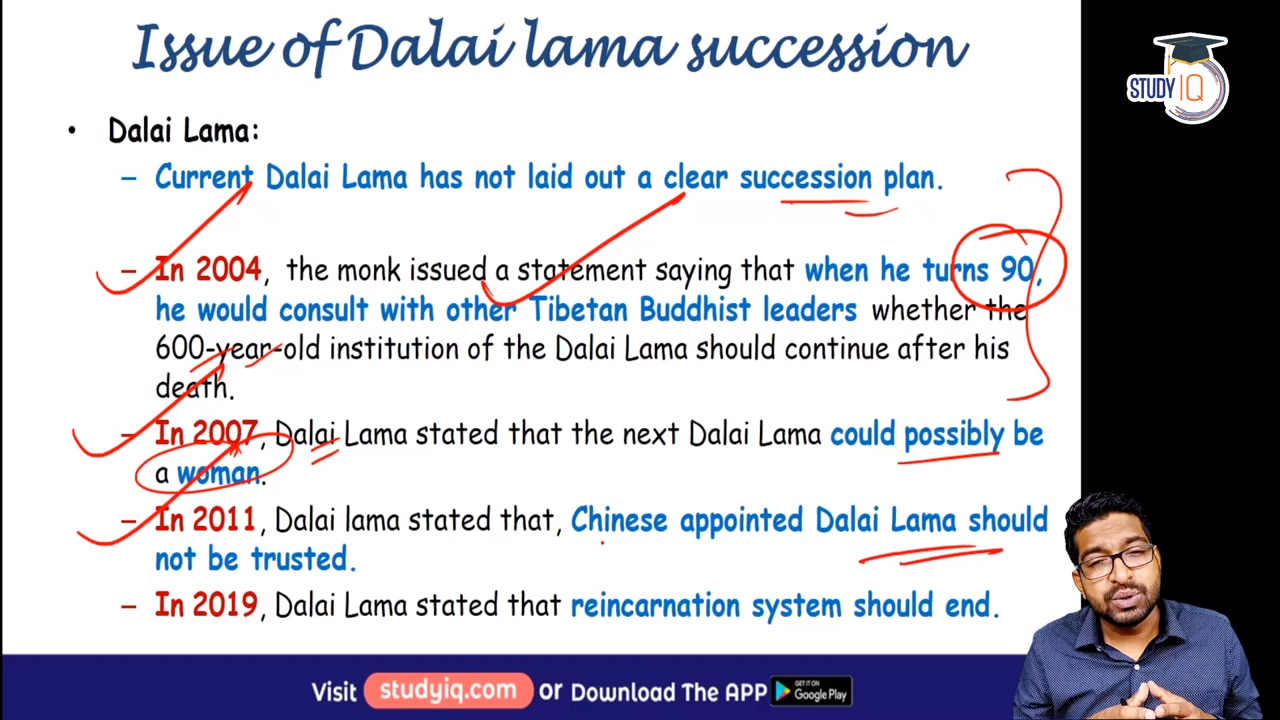 Issue of Dalai lama succession
STUDY IQ
• Dalai Lama:
– Current Dalai Lama has not laid out a clear succession plan.
– In 2004, the monk issued a statement saying that when he turns 90,
he would consult with other Tibetan Buddhist leaders whether the
600-year-old institution of the Dalai Lama should continue after his
death.
– In 2007, Dalai Lama stated that the next Dalai Lama could possibly be
a woman.
– In 2011, Dalai lama stated that, Chinese appointed Dalai Lama should
not be trusted.
– In 2019, Dalai Lama stated that reincarnation system should end.
Visit studyiq.com or Download The APP GET IT ON Google Play